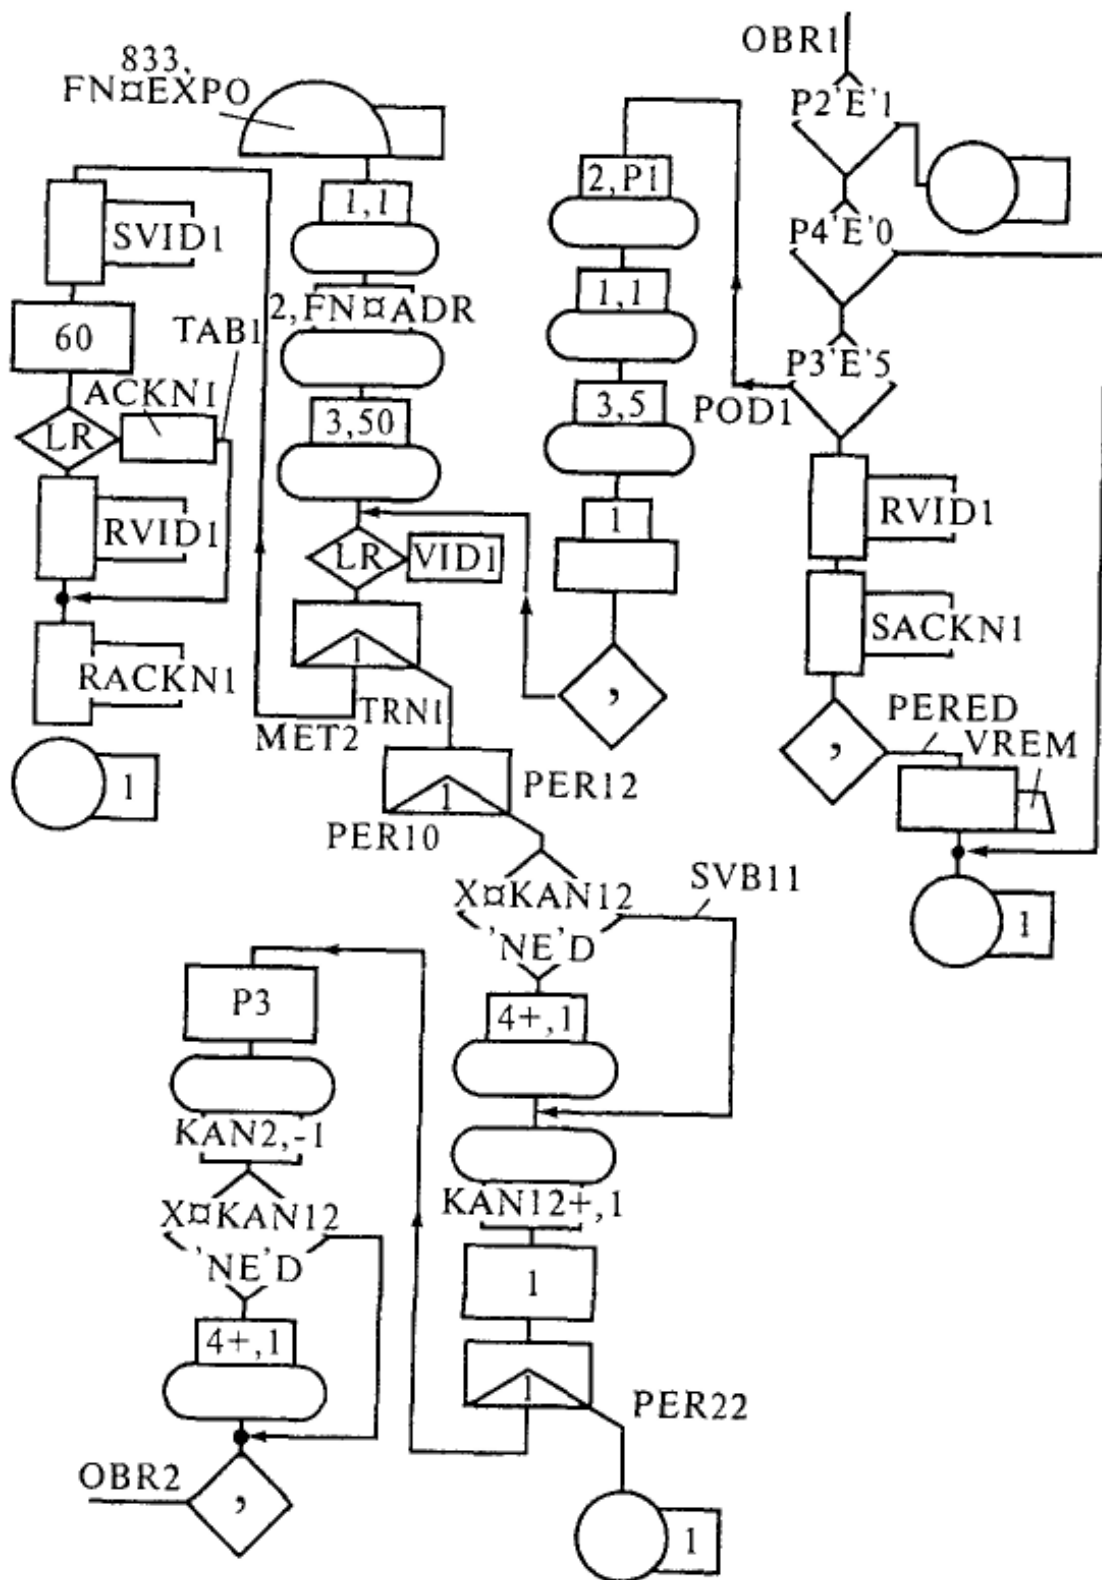 833,
FN¤EXPO
SVID1
60
TAB1
ACKN1
LR
RVID1
RACKN1
1
1,1
2,FN¤ADR
3,50
LR
VID1
1
MET2
TRN1
1
PER12
PER10
2,P1
1,1
3,5
1
,
OBR1
P2'E'1
P4'E'0
P3'E'5
POD1
RVID1
SACKN1
,
PERED
VREM
1
X¤KAN12
'NE'D
SVB11
4+,1
KAN12+,1
1
1
PER22
1
P3
KAN2,-1
X¤KAN12
'NE'D
4+,1
OBR2
,